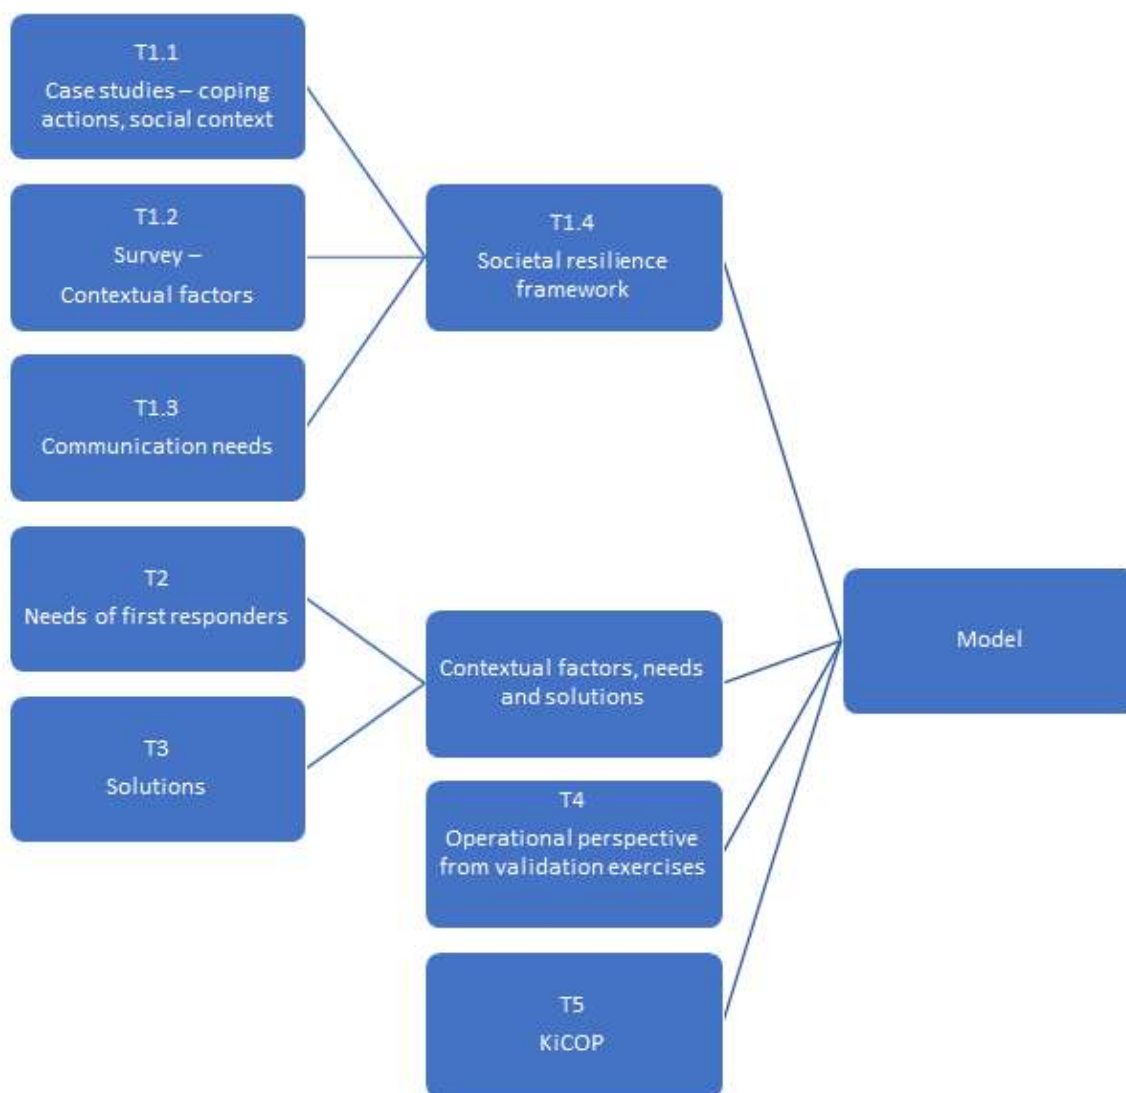 T1.1
Case studies – coping
actions, social context
T1.2
Survey –
Contextual factors
T1.3
Communication needs
T2
Needs of first responders
T3
Solutions
T1.4
Societal resilience
framework
Contextual factors, needs
and solutions
T4
Operational perspective
from validation exercises
T5
KiCOP
Model